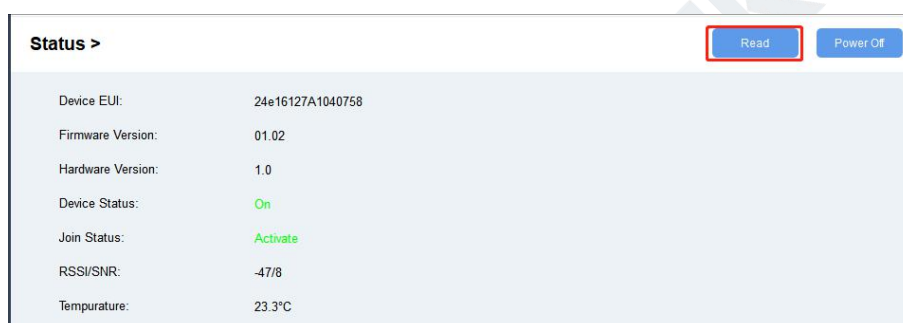 Status >
Read
Power Off
Device EUI: 24e16127A1040758
Firmware Version: 01.02
Hardware Version: 1.0
Device Status: On
Join Status: Activate
RSSI/SNR: -47/8
Tempurature: 23.3°C